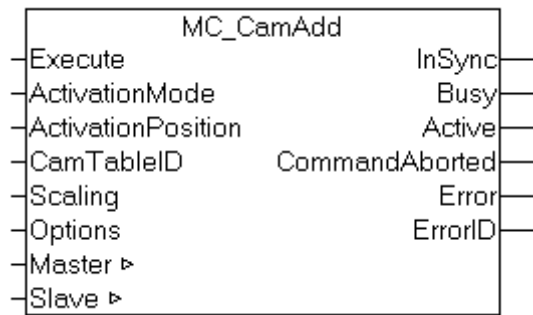 MC_CamAdd
Execute InSync
ActivationMode Busy
ActivationPosition Active
CamTableID CommandAborted
Scaling Error
Options ErrorID
Master
Slave